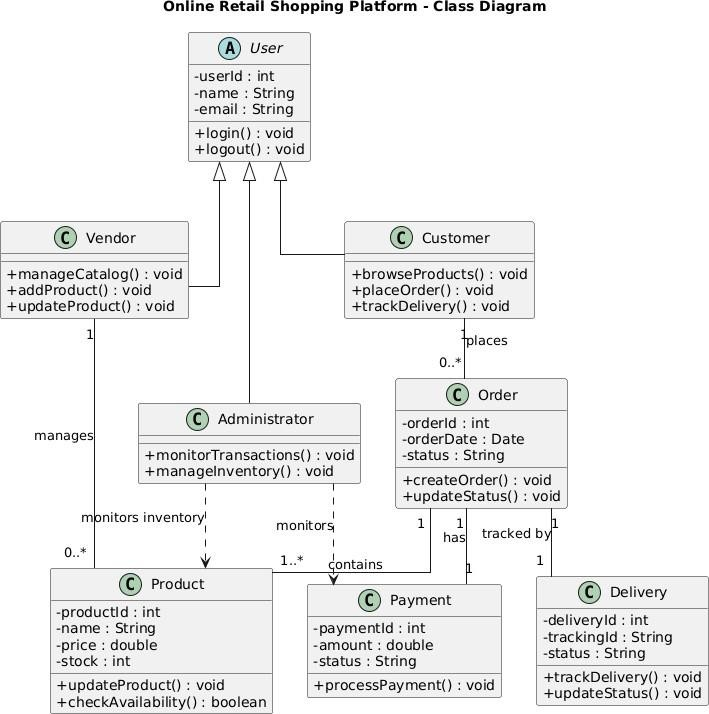 Online Retail Shopping Platform - Class Diagram
A User
-userId : int
-name : String
-email : String
+login() : void
+logout() : void
C Vendor
+manageCatalog() : void
+addProduct() : void
+updateProduct() : void
C Customer
+browseProducts() : void
+placeOrder() : void
+trackDelivery() : void
1
1
places
0..*
C Administrator
+monitorTransactions() : void
+manageInventory() : void
C Order
-orderId : int
-orderDate : Date
-status : String
+createOrder() : void
+updateStatus() : void
manages
monitors inventory
monitors
1
1
1
has
tracked by
0..*
1..*
contains
1
1
C Product
-productId : int
-name : String
-price : double
-stock : int
+updateProduct() : void
+checkAvailability() : boolean
C Payment
-paymentId : int
-amount : double
-status : String
+processPayment() : void
C Delivery
-deliveryId : int
-trackingId : String
-status : String
+trackDelivery() : void
+updateStatus() : void